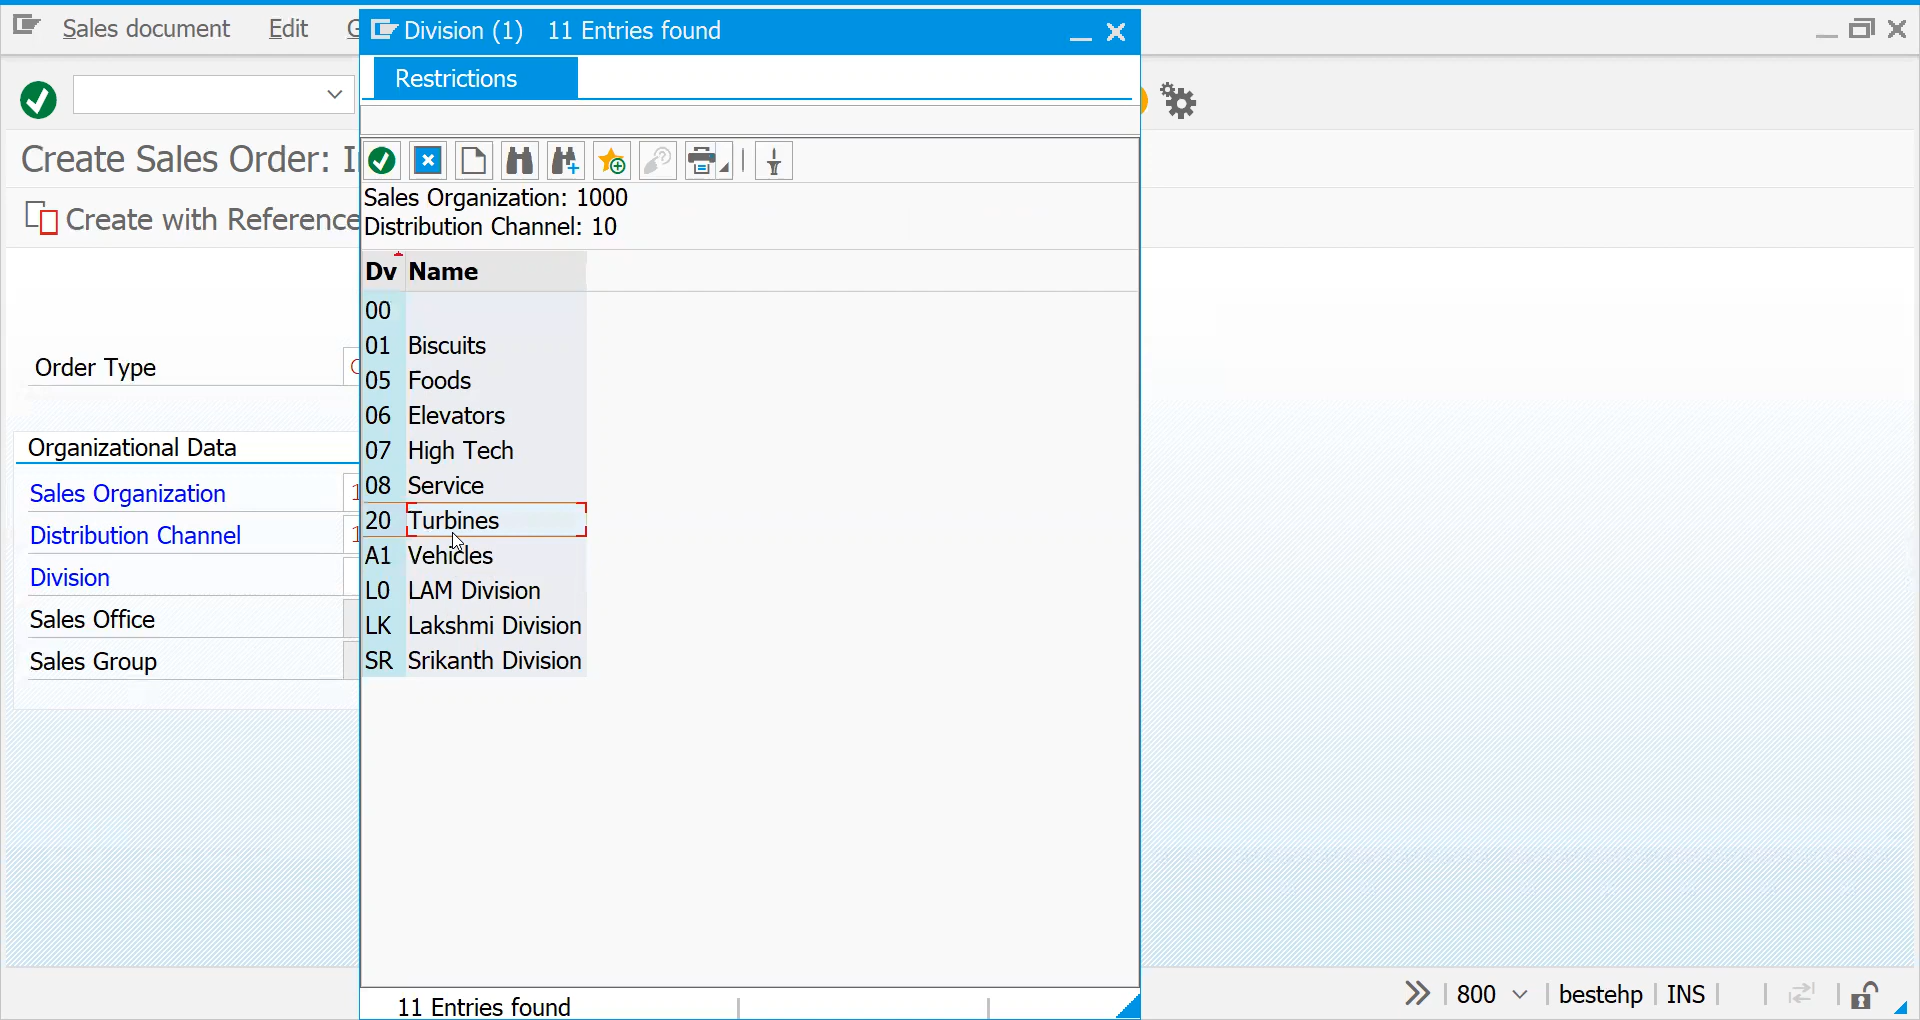 Sales document Edit
Division (1) 11 Entries found
Restrictions
Create Sales Order:
Create with Reference
Sales Organization: 1000
Distribution Channel: 10
Dv Name
00
01 Biscuits
05 Foods
06 Elevators
07 High Tech
08 Service
20 Turbines
A1 Vehicles
L0 LAM Division
LK Lakshmi Division
SR Srikanth Division
Order Type
Organizational Data
Sales Organization
Distribution Channel
Division
Sales Office
Sales Group
11 Entries found
800 bestehp INS